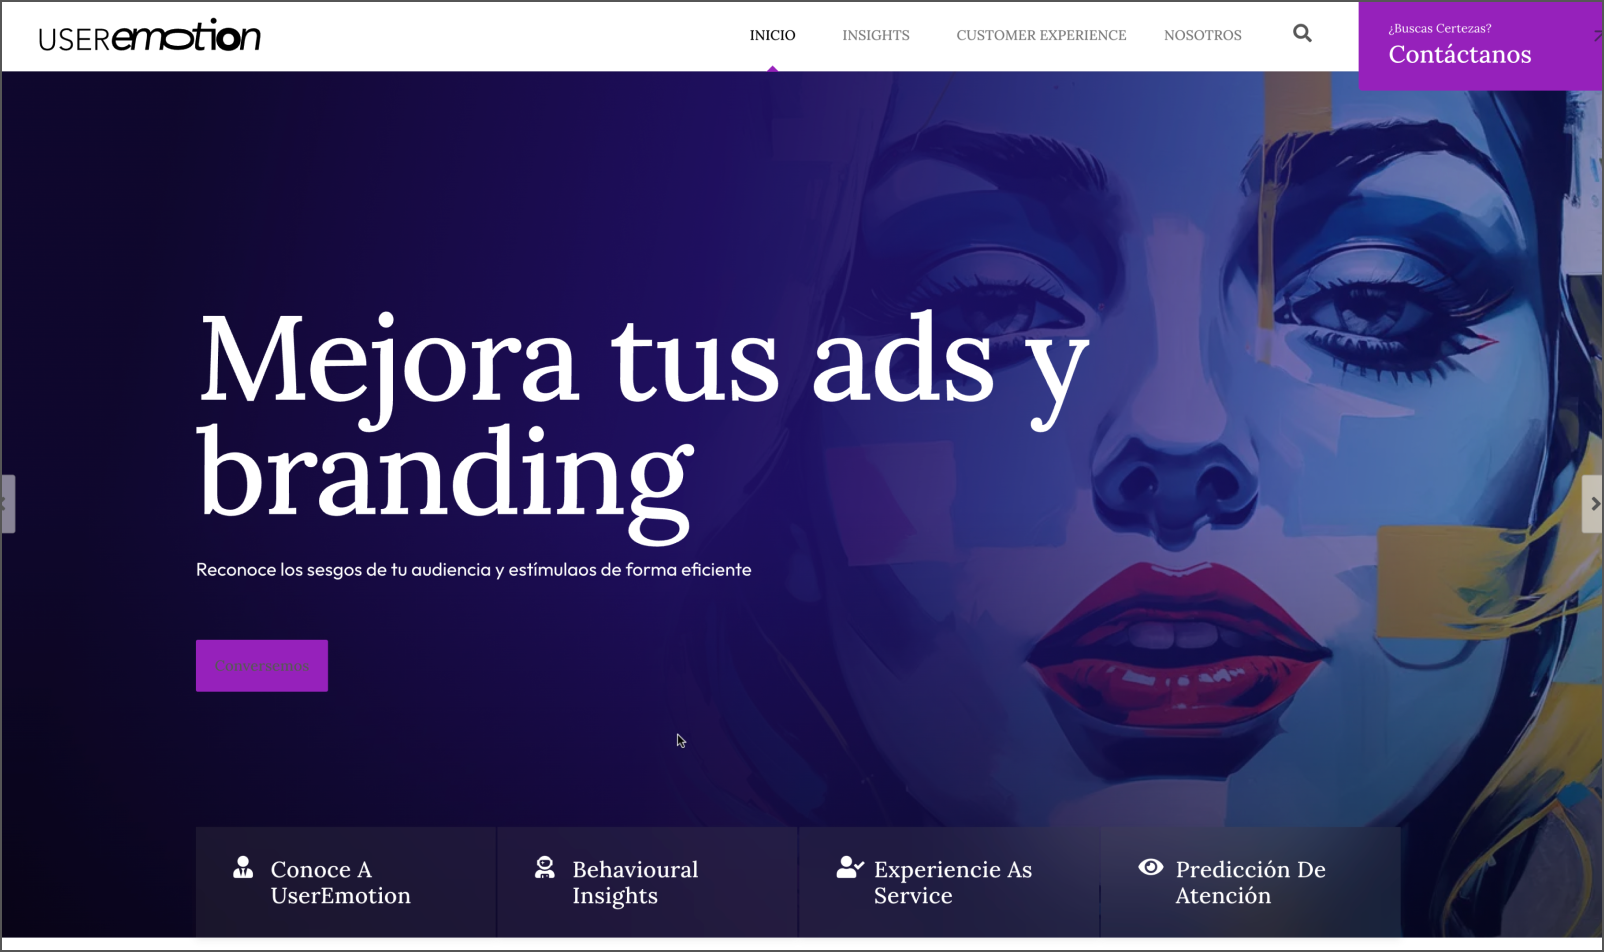 USERemotion
INICIO
INSIGHTS
CUSTOMER EXPERIENCE
NOSOTROS
¿Buscas Certezas?
Contáctanos
Mejora tus ads y
branding
Reconoce los sesgos de tu audiencia y estímulaos de forma eficiente
Conoce A
UserEmotion
Behavioural
Insights
Experiencie As
Service
Predicción De
Atención